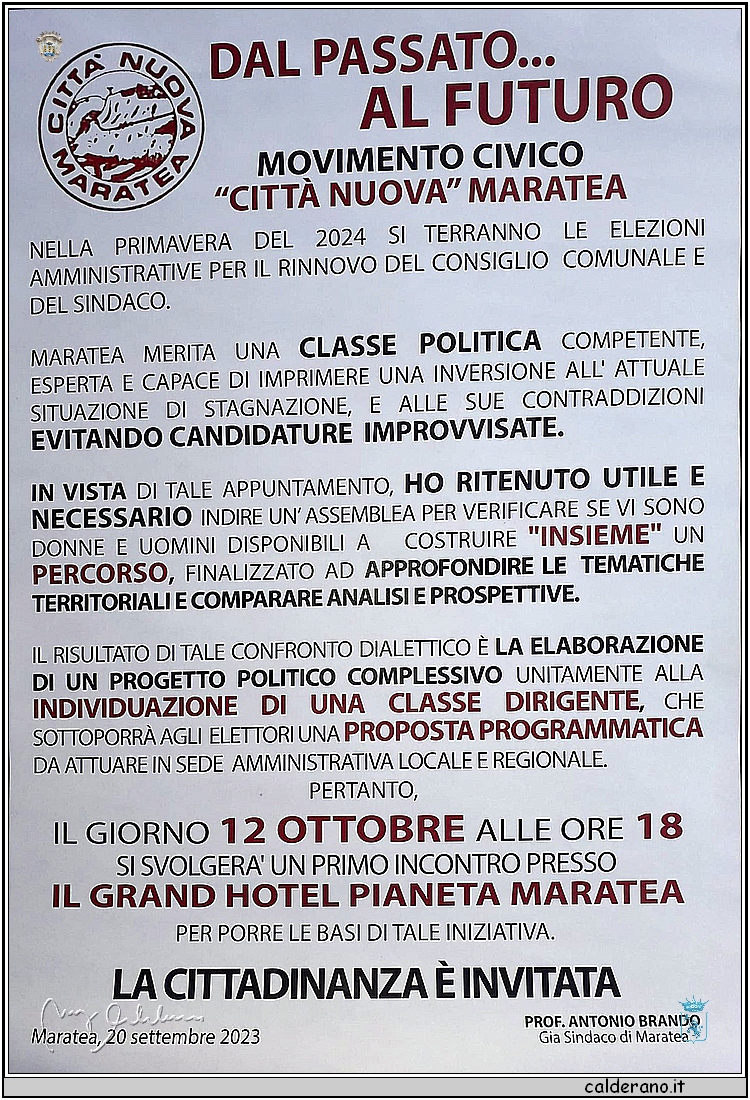 CITTÀ NUOVA
MARATEA
DAL PASSATO...
AL FUTURO
MOVIMENTO CIVICO
“CITTÀ NUOVA” MARATEA
NELLA PRIMAVERA DEL 2024 SI TERRANNO LE ELEZIONI
AMMINISTRATIVE PER IL RINNOVO DEL CONSIGLIO COMUNALE E
DEL SINDACO.
MARATEA MERITA UNA CLASSE POLITICA COMPETENTE,
ESPERTA E CAPACE DI IMPRIMERE UNA INVERSIONE ALL' ATTUALE
SITUAZIONE DI STAGNAZIONE, E ALLE SUE CONTRADDIZIONI
EVITANDO CANDIDATURE IMPROVVISATE.
IN VISTA DI TALE APPUNTAMENTO, HO RITENUTO UTILE E
NECESSARIO INDIRE UN’ASSEMBLEA PER VERIFICARE SE VI SONO
DONNE E UOMINI DISPONIBILI A COSTRUIRE "INSIEME" UN
PERCORSO, FINALIZZATO AD APPROFONDIRE LE TEMATICHE
TERRITORIALI E COMPARARE ANALISI E PROSPETTIVE.
IL RISULTATO DI TALE CONFRONTO DIALETTICO È LA ELABORAZIONE
DI UN PROGETTO POLITICO COMPLESSIVO UNITAMENTE ALLA
INDIVIDUAZIONE DI UNA CLASSE DIRIGENTE, CHE
SOTTOPORRÀ AGLI ELETTORI UNA PROPOSTA PROGRAMMATICA
DA ATTUARE IN SEDE AMMINISTRATIVA LOCALE E REGIONALE.
PERTANTO,
IL GIORNO 12 OTTOBRE ALLE ORE 18
SI SVOLGERA' UN PRIMO INCONTRO PRESSO
IL GRAND HOTEL PIANETA MARATEA
PER PORRE LE BASI DI TALE INIZIATIVA.
LA CITTADINANZA È INVITATA
Maratea, 20 settembre 2023
PROF. ANTONIO BRANDO
Gia Sindaco di Maratea
calderano.it